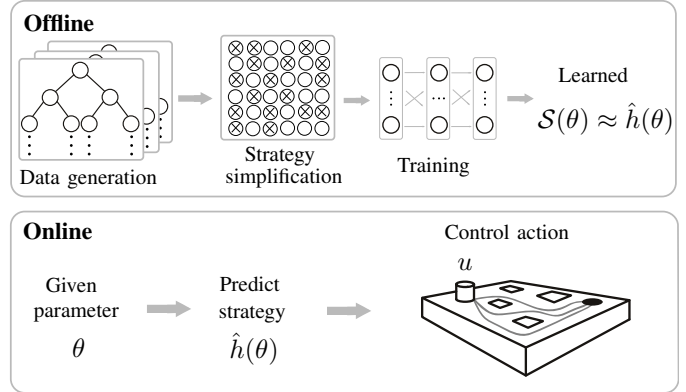 Offline
Data generation
Strategy
simplification
Training
Learned
𝒮(θ) ≈ ĥ(θ)
Online
Given
parameter
θ
Predict
strategy
ĥ(θ)
Control action
u